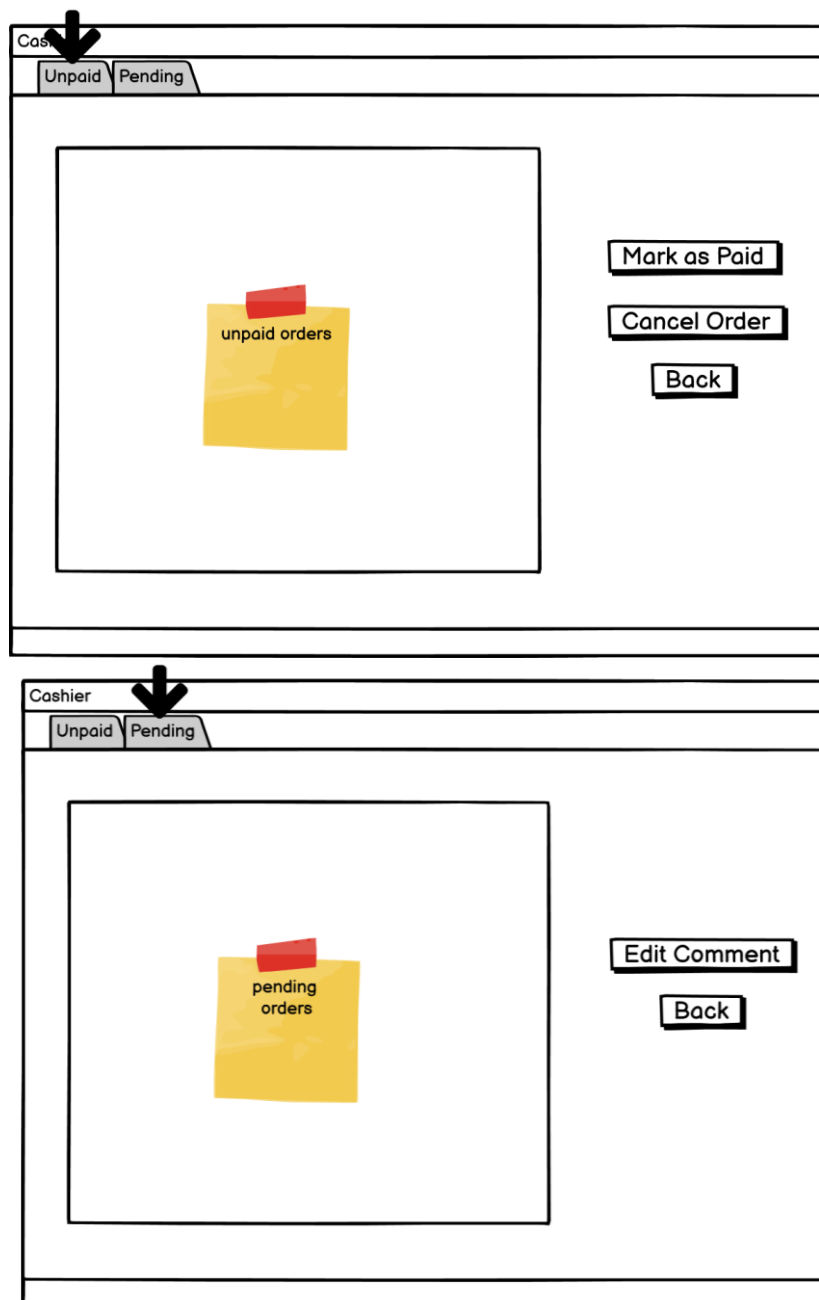 Unpaid Pending
unpaid orders
Mark as Paid
Cancel Order
Back
Cashier
Unpaid Pending
pending
orders
Edit Comment
Back